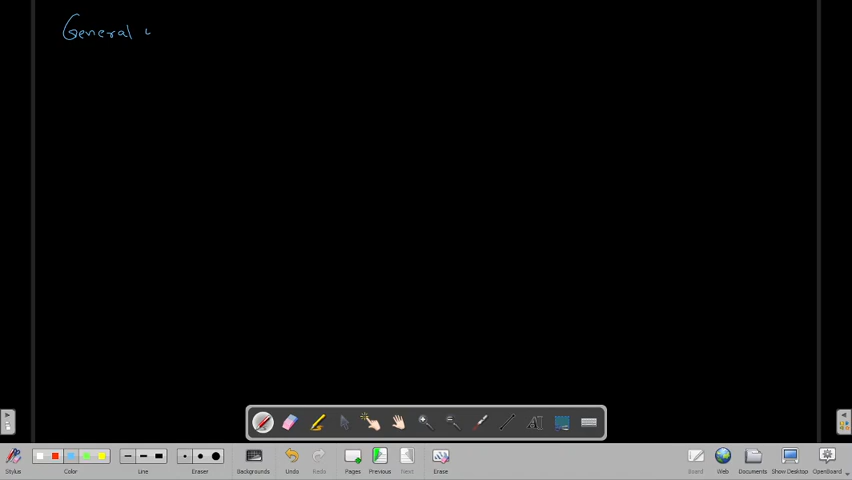 General
Stylus
Color
Line
Eraser
Backgrounds
Undo
Redo
Pages
Previous
Next
Erase
Board
Web
Documents
Show Desktop
OpenBoard